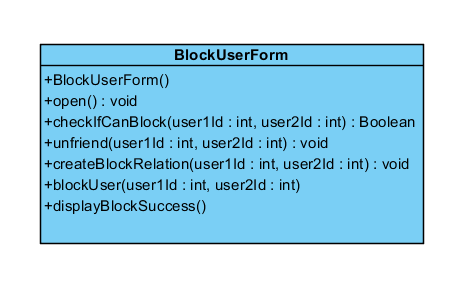 BlockUserForm
+BlockUserForm()
+open() : void
+checkIfCanBlock(user1Id : int, user2Id : int) : Boolean
+unfriend(user1Id : int, user2Id : int) : void
+createBlockRelation(user1Id : int, user2Id : int) : void
+blockUser(user1Id : int, user2Id : int)
+displayBlockSuccess()